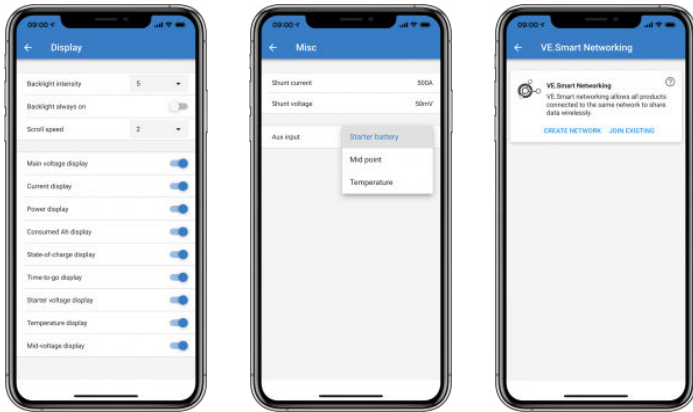 09:00
Display
Backlight intensity 5
Backlight always on
Scroll speed 2
Main voltage display
Current display
Power display
Consumed Ah display
State-of-charge display
Time-to-go display
Starter voltage display
Temperature display
Mid-voltage display
09:00
Misc
Shunt current 500A
Shunt voltage 50mV
Aux input Starter battery
Mid point
Temperature
09:00
VE.Smart Networking
VE.Smart Networking
VE.Smart networking allows all products
connected to the same network to share
data wirelessly.
CREATE NETWORK JOIN EXISTING